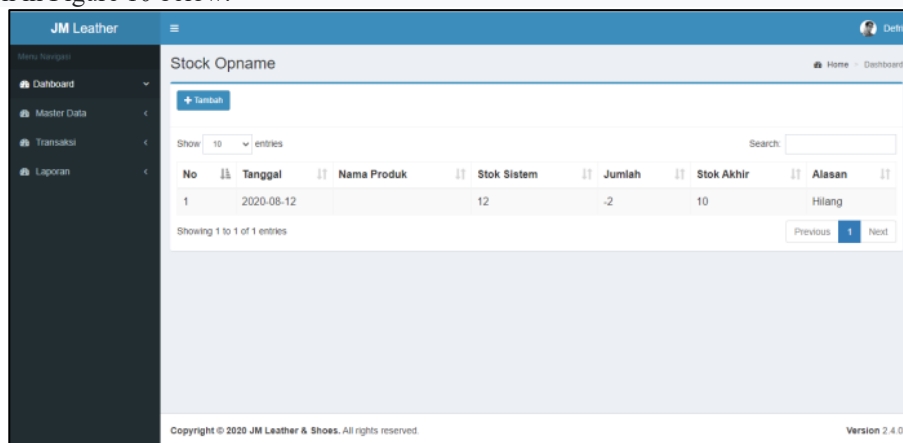 JM Leather
Defri
Menu Navigasi
Stock Opname
Home > Dashboard
Dahboard
+ Tambah
Master Data
Transaksi
Show 10 entries
Search:
Laporan
No Tanggal Nama Produk Stok Sistem Jumlah Stok Akhir Alasan
1 2020-08-12 12 -2 10 Hilang
Showing 1 to 1 of 1 entries
Previous 1 Next
Copyright © 2020 JM Leather & Shoes. All rights reserved.
Version 2.4.0